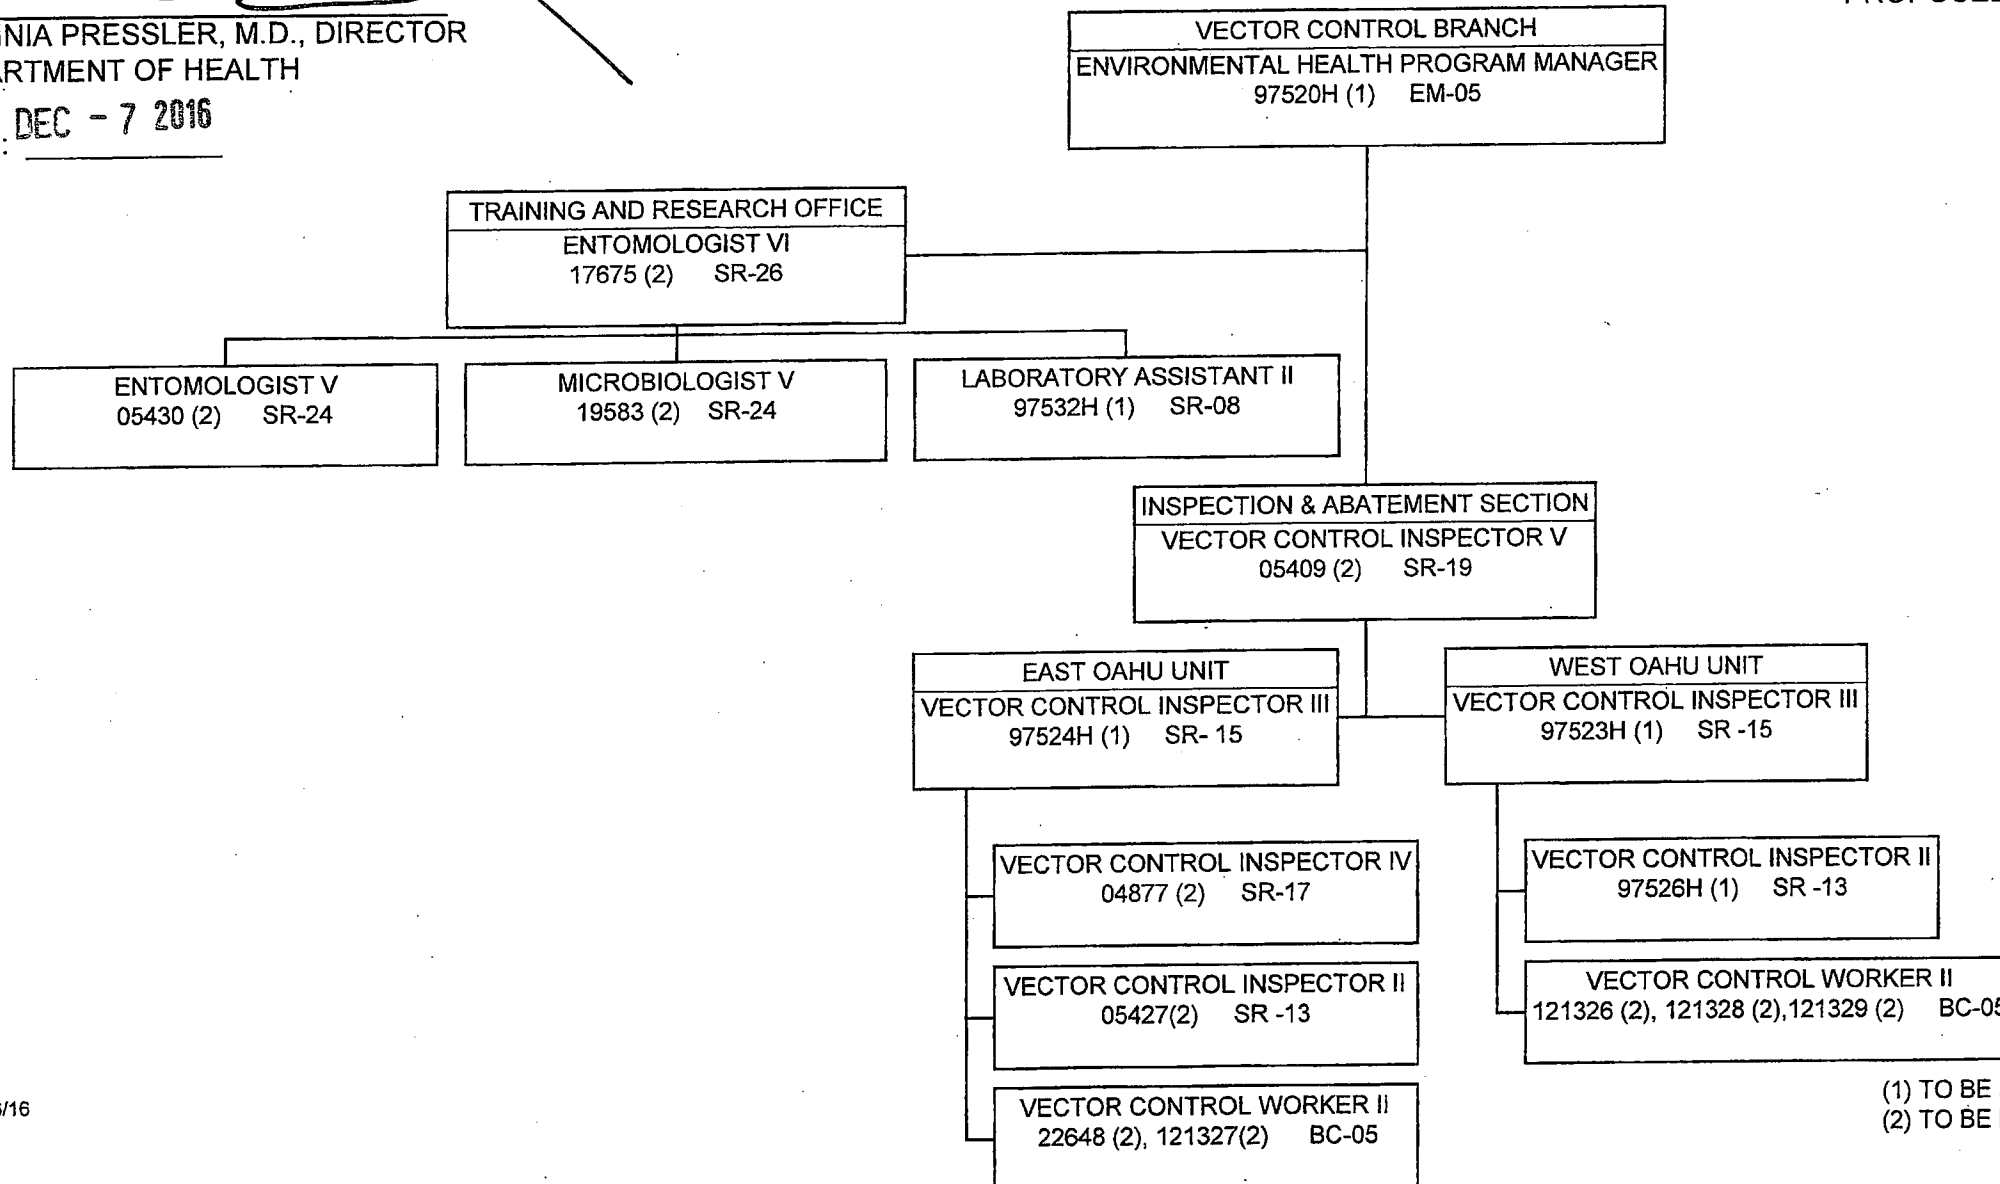 PRESSLER, M.D., DIRECTOR
OF HEALTH
DEC - 7 2016
VECTOR CONTROL BRANCH
ENVIRONMENTAL HEALTH PROGRAM MANAGER
97520H (1) EM-05
TRAINING AND RESEARCH OFFICE
ENTOMOLOGIST VI
17675 (2) SR-26
ENTOMOLOGIST V
05430 (2) SR-24
MICROBIOLOGIST V
19583 (2) SR-24
LABORATORY ASSISTANT II
97532H (1) SR-08
INSPECTION & ABATEMENT SECTION
VECTOR CONTROL INSPECTOR V
05409 (2) SR-19
EAST OAHU UNIT
VECTOR CONTROL INSPECTOR III
97524H (1) SR- 15
WEST OAHU UNIT
VECTOR CONTROL INSPECTOR III
97523H (1) SR -15
VECTOR CONTROL INSPECTOR IV
04877 (2) SR-17
VECTOR CONTROL INSPECTOR II
05427(2) SR -13
VECTOR CONTROL WORKER II
22648 (2), 121327(2) BC-05
VECTOR CONTROL INSPECTOR II
97526H (1) SR -13
VECTOR CONTROL WORKER II
121326 (2), 121328 (2),121329 (2) BC-05
(1) TO BE
(2) TO BE
/16